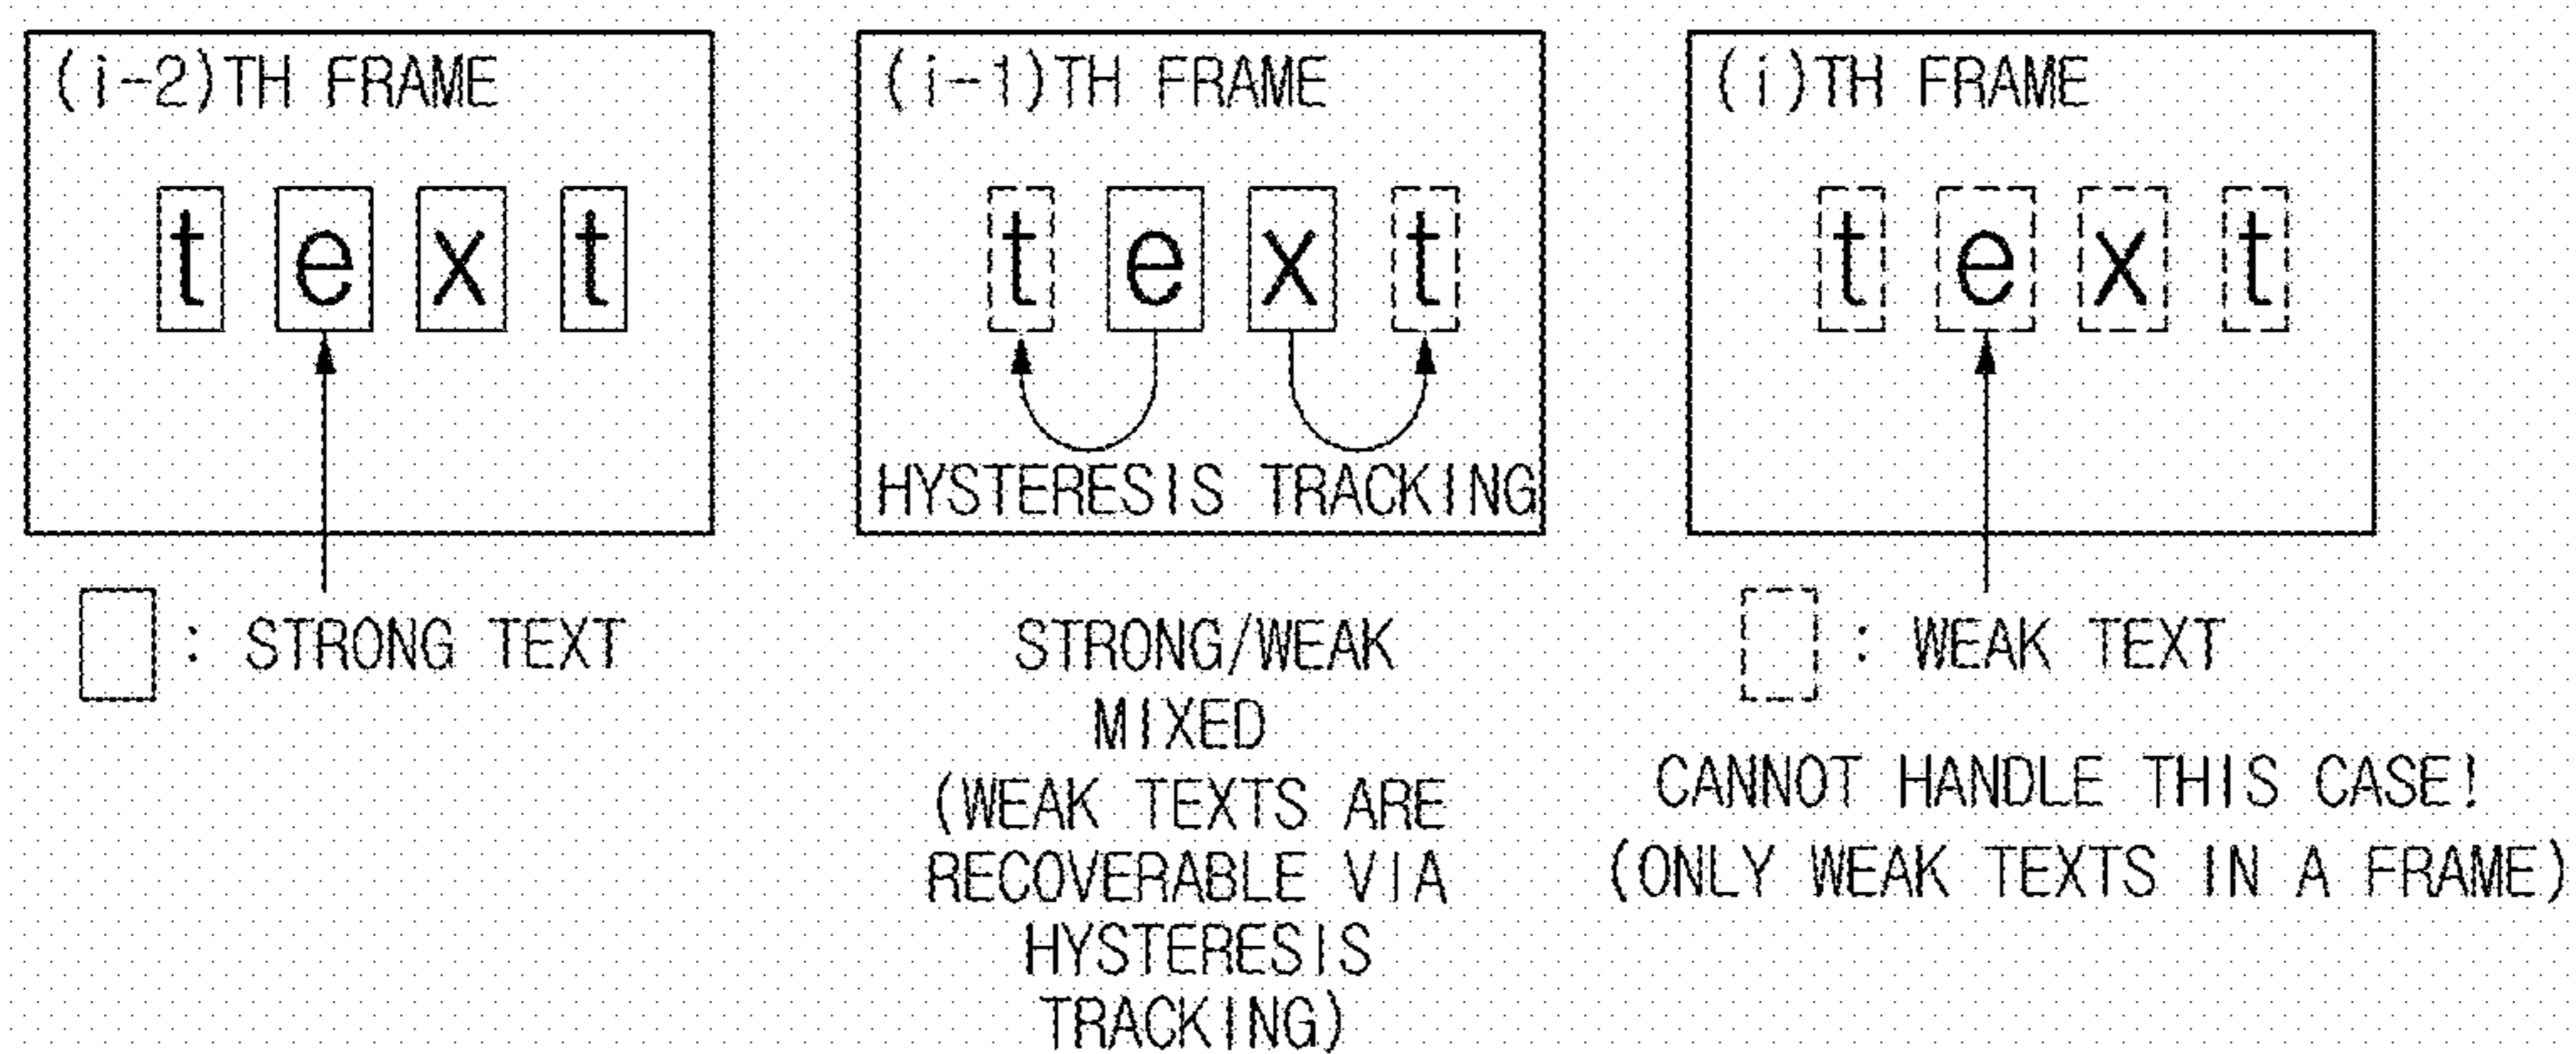 (i-2)TH FRAME
t e x t
: STRONG TEXT
(i-1)TH FRAME
t e x t
HYSTERESIS TRACKING
STRONG/WEAK
MIXED
(WEAK TEXTS ARE
RECOVERABLE VIA
HYSTERESIS
TRACKING)
(i)TH FRAME
t e x t
: WEAK TEXT
CANNOT HANDLE THIS CASE!
(ONLY WEAK TEXTS IN A FRAME)